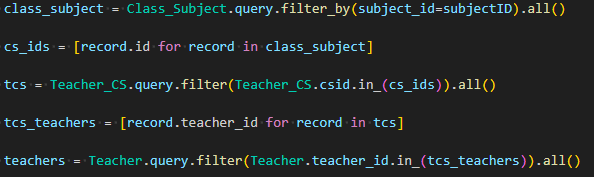 class_subject = Class_Subject.query.filter_by(subject_id=subjectID).all()
cs_ids = [record.id for record in class_subject]
tcs = Teacher_CS.query.filter(Teacher_CS.csid.in_(cs_ids)).all()
tcs_teachers = [record.teacher_id for record in tcs]
teachers = Teacher.query.filter(Teacher.teacher_id.in_(tcs_teachers)).all()